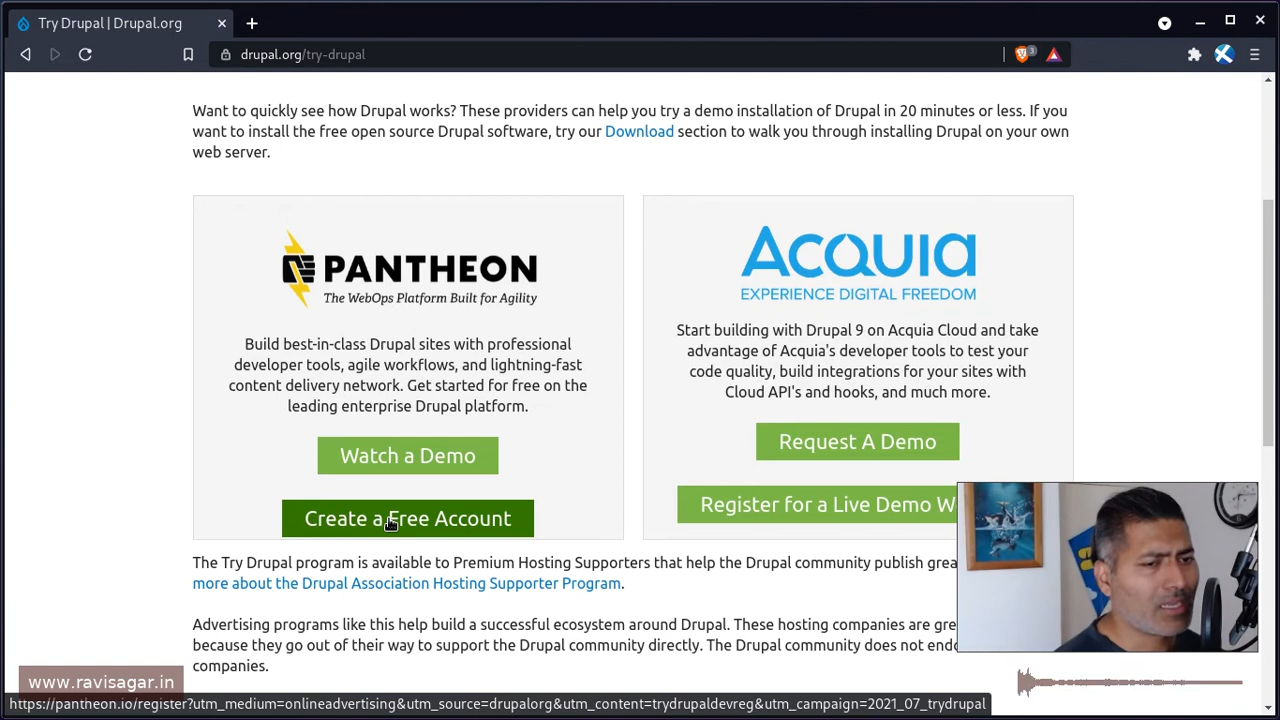 Try Drupal | Drupal.org
drupal.org/try-drupal
3
Want to quickly see how Drupal works? These providers can help you try a demo installation of Drupal in 20 minutes or less. If you
want to install the free open source Drupal software, try our Download section to walk you through installing Drupal on your own
web server.
PANTHEON
The WebOps Platform Built for Agility
Build best-in-class Drupal sites with professional
developer tools, agile workflows, and lightning-fast
content delivery network. Get started for free on the
leading enterprise Drupal platform.
Watch a Demo
Create a Free Account
ACQUIA
EXPERIENCE DIGITAL FREEDOM
Start building with Drupal 9 on Acquia Cloud and take
advantage of Acquia's developer tools to test your
code quality, build integrations for your sites with
Cloud API's and hooks, and much more.
Request A Demo
Register for a Live Demo W
The Try Drupal program is available to Premium Hosting Supporters that help the Drupal community publish grea
more about the Drupal Association Hosting Supporter Program.
Advertising programs like this help build a successful ecosystem around Drupal. These hosting companies are gre
because they go out of their way to support the Drupal community directly. The Drupal community does not endo
companies.
www.ravisagar.in
https://pantheon.io/register?utm_medium=onlineadvertising&utm_source=drupalorg&utm_content=trydrupaldevreg&utm_campaign=2021_07_trydrupal